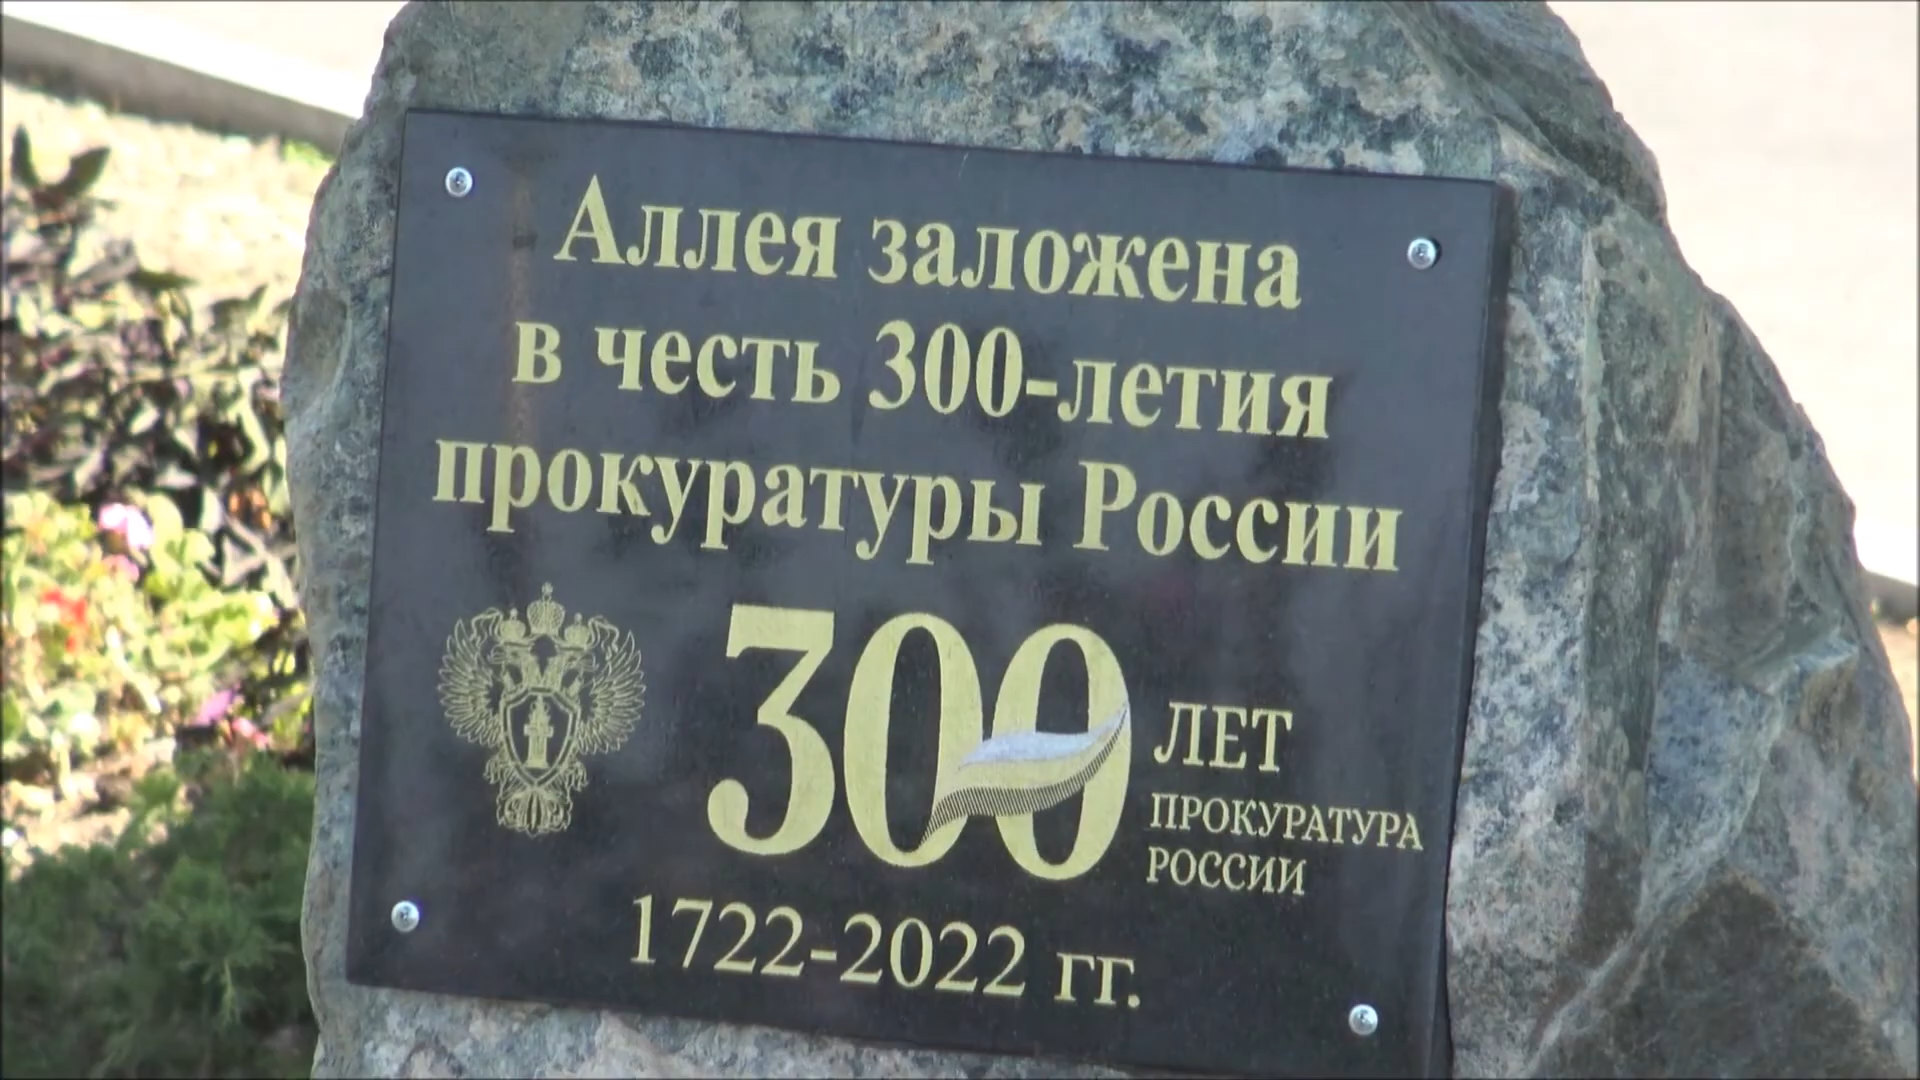 Аллея заложена
в честь 300-летия
прокуратуры России
300 ЛЕТ
ПРОКУРАТУРА
РОССИИ
1722-2022 гг.